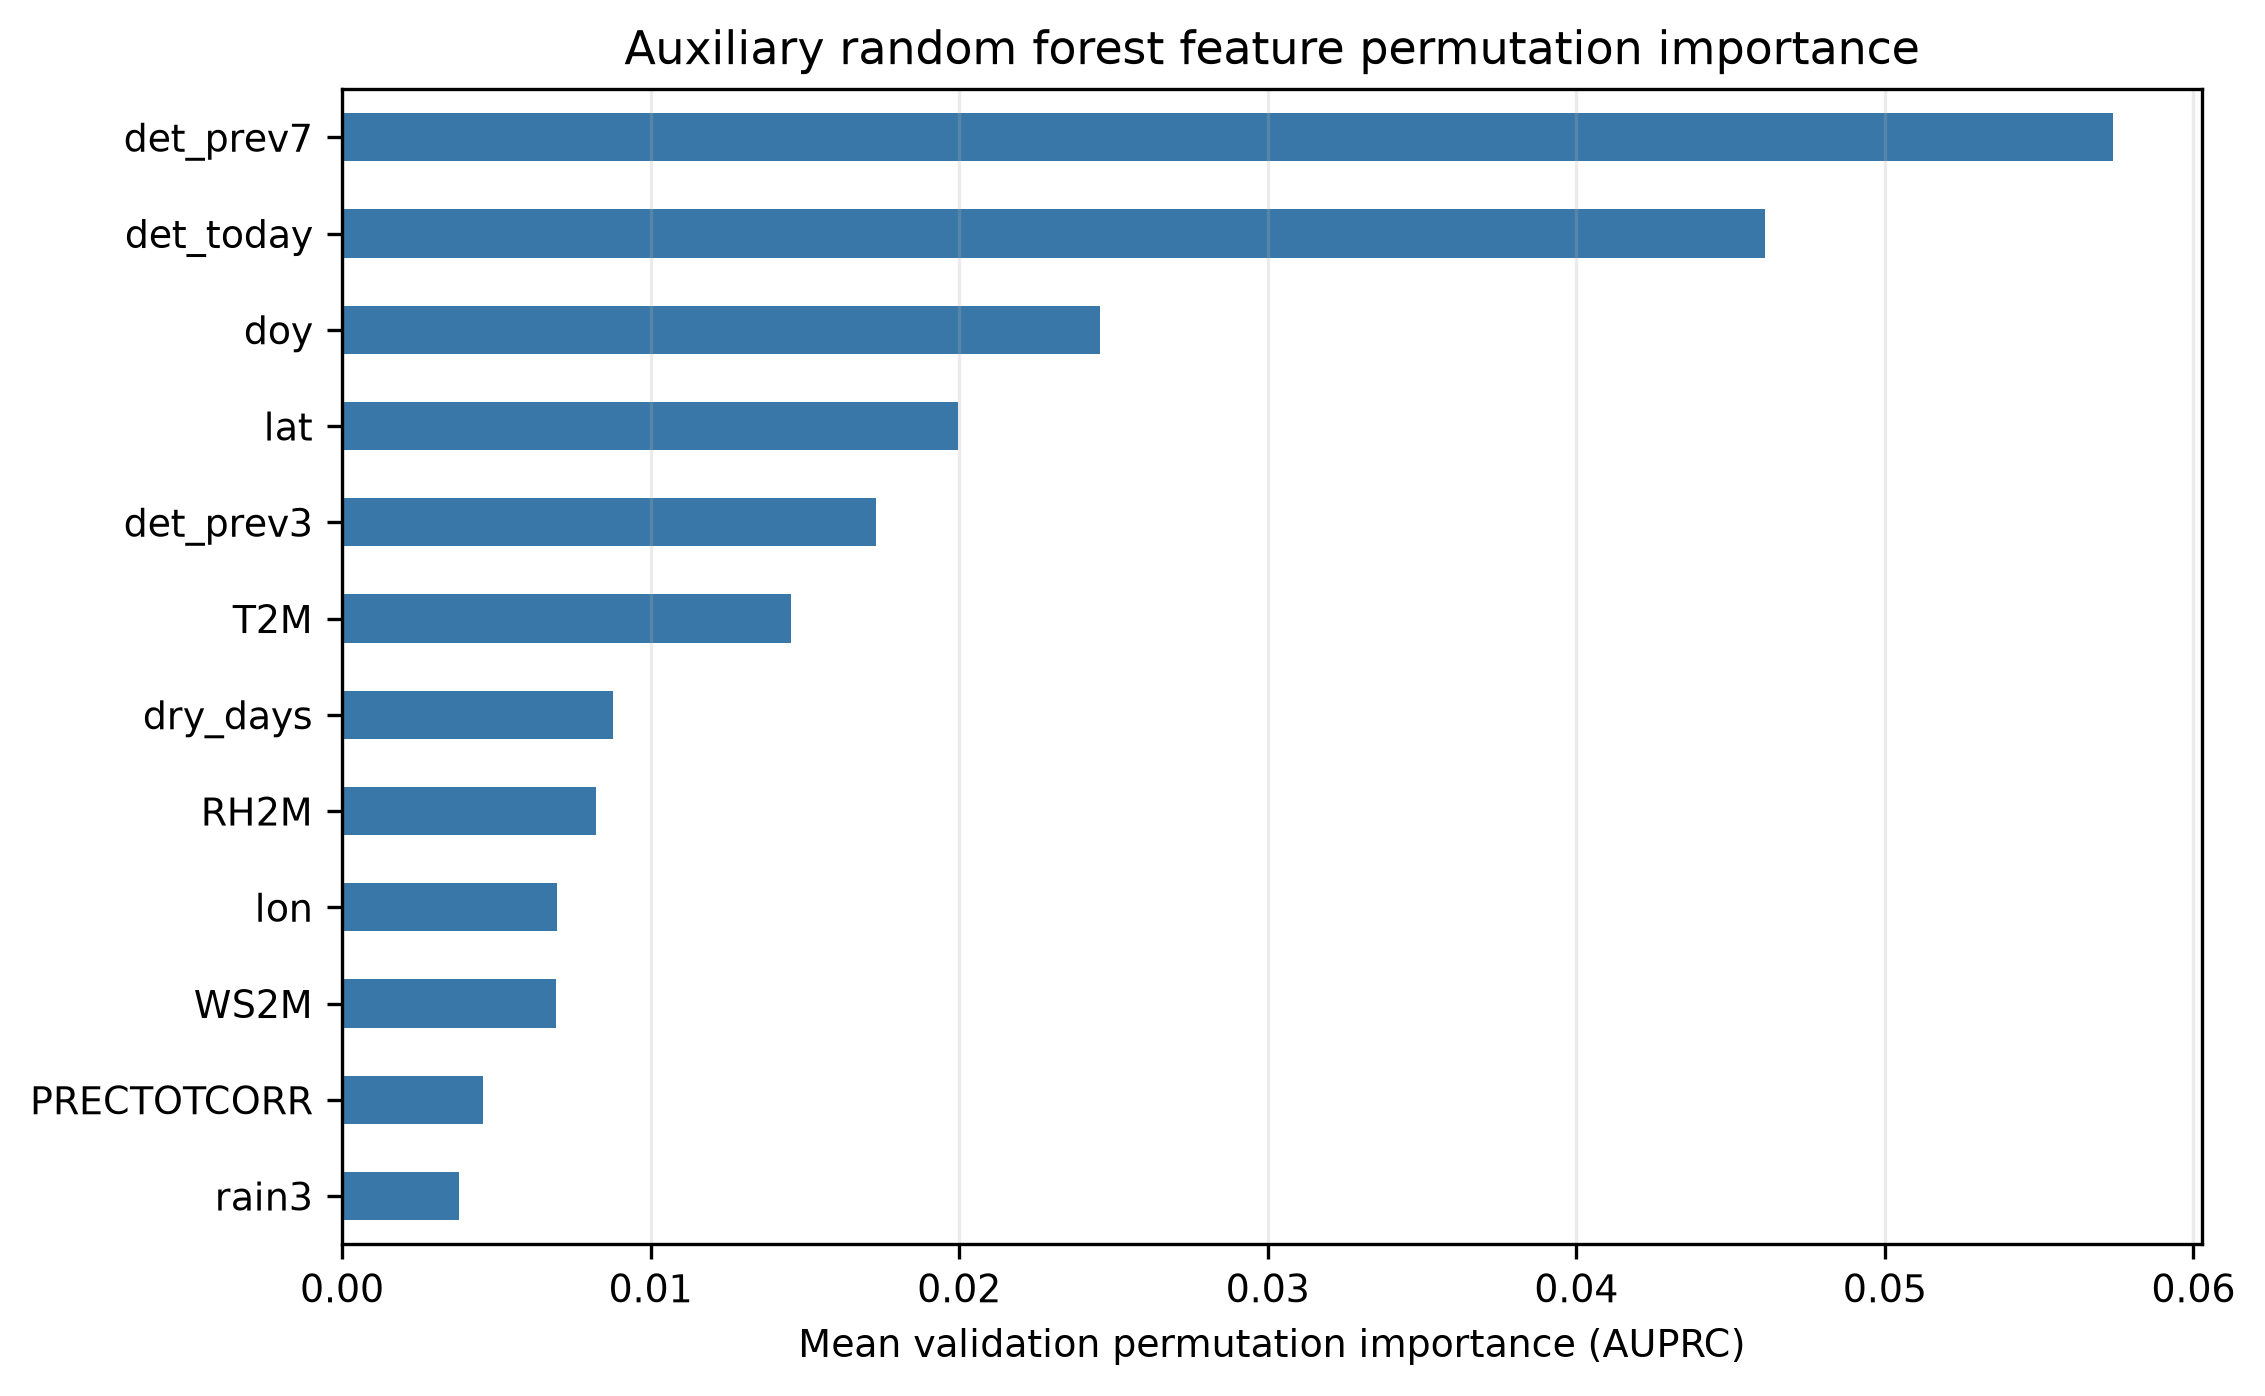 Auxiliary random forest feature permutation importance
det_prev7
det_today
doy
lat
det_prev3
T2M
dry_days
RH2M
lon
WS2M
PRECTOTCORR
rain3
0.00 0.01 0.02 0.03 0.04 0.05 0.06
Mean validation permutation importance (AUPRC)